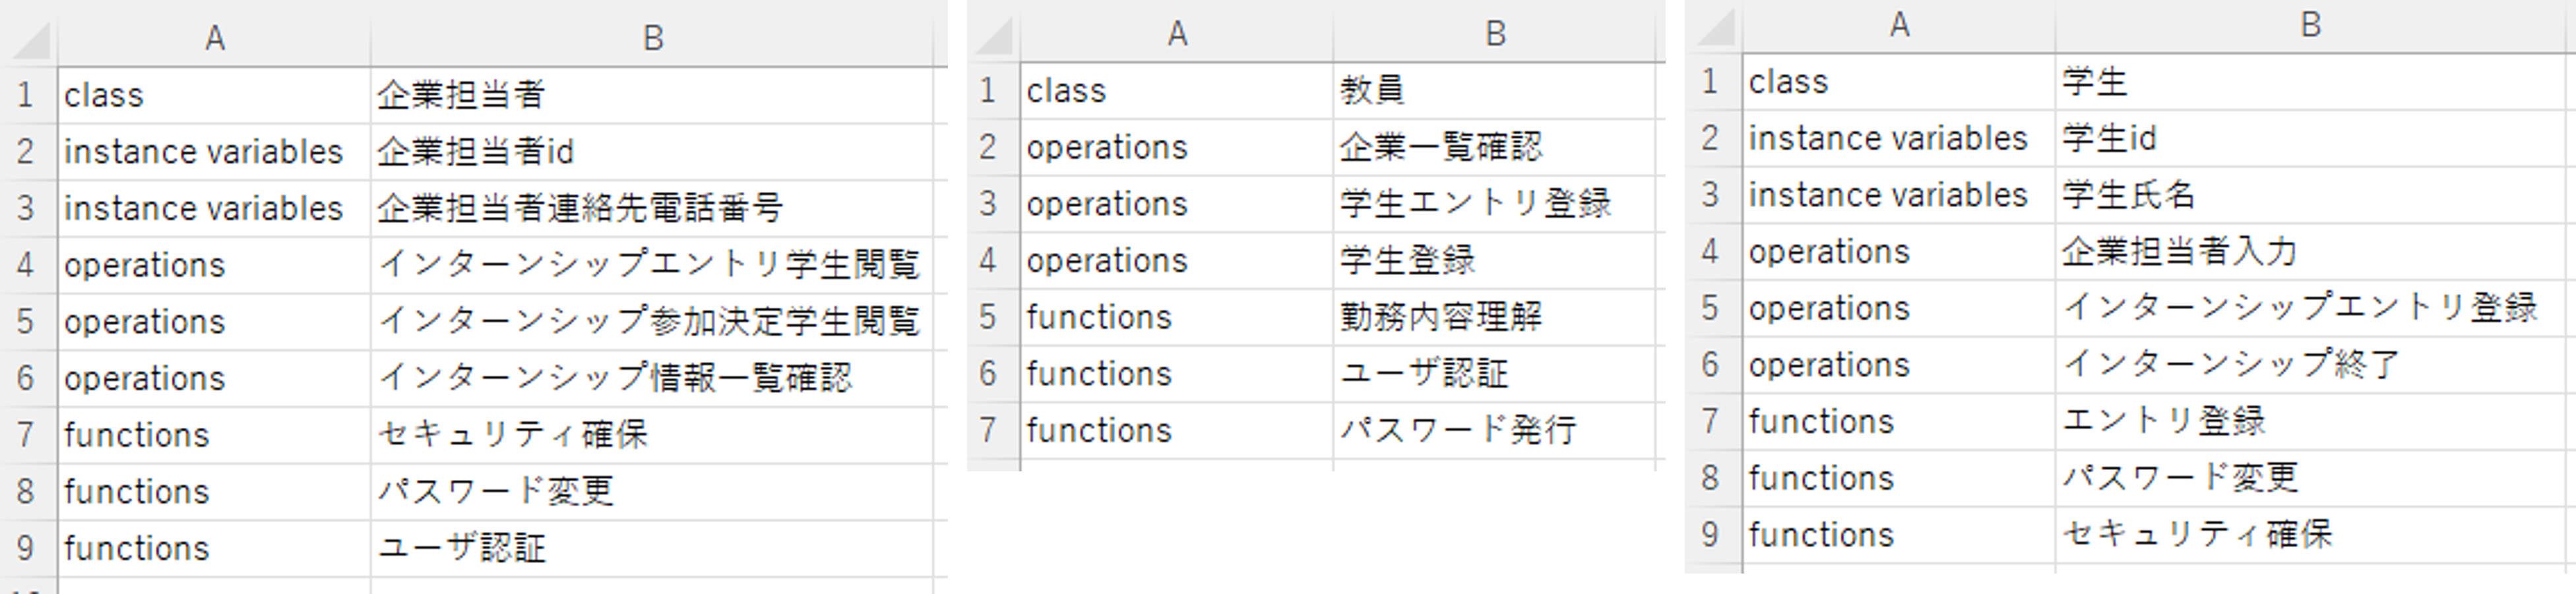 A B
1 class 企業担当者
2 instance variables 企業担当者id
3 instance variables 企業担当者連絡先電話番号
4 operations インターンシップエントリ学生閲覧
5 operations インターンシップ参加決定学生閲覧
6 operations インターンシップ情報一覧確認
7 functions セキュリティ確保
8 functions パスワード変更
9 functions ユーザ認証
A B
1 class 教員
2 operations 企業一覧確認
3 operations 学生エントリ登録
4 operations 学生登録
5 functions 勤務内容理解
6 functions ユーザ認証
7 functions パスワード発行
A B
1 class 学生
2 instance variables 学生id
3 instance variables 学生氏名
4 operations 企業担当者入力
5 operations インターンシップエントリ登録
6 operations インターンシップ終了
7 functions エントリ登録
8 functions パスワード変更
9 functions セキュリティ確保